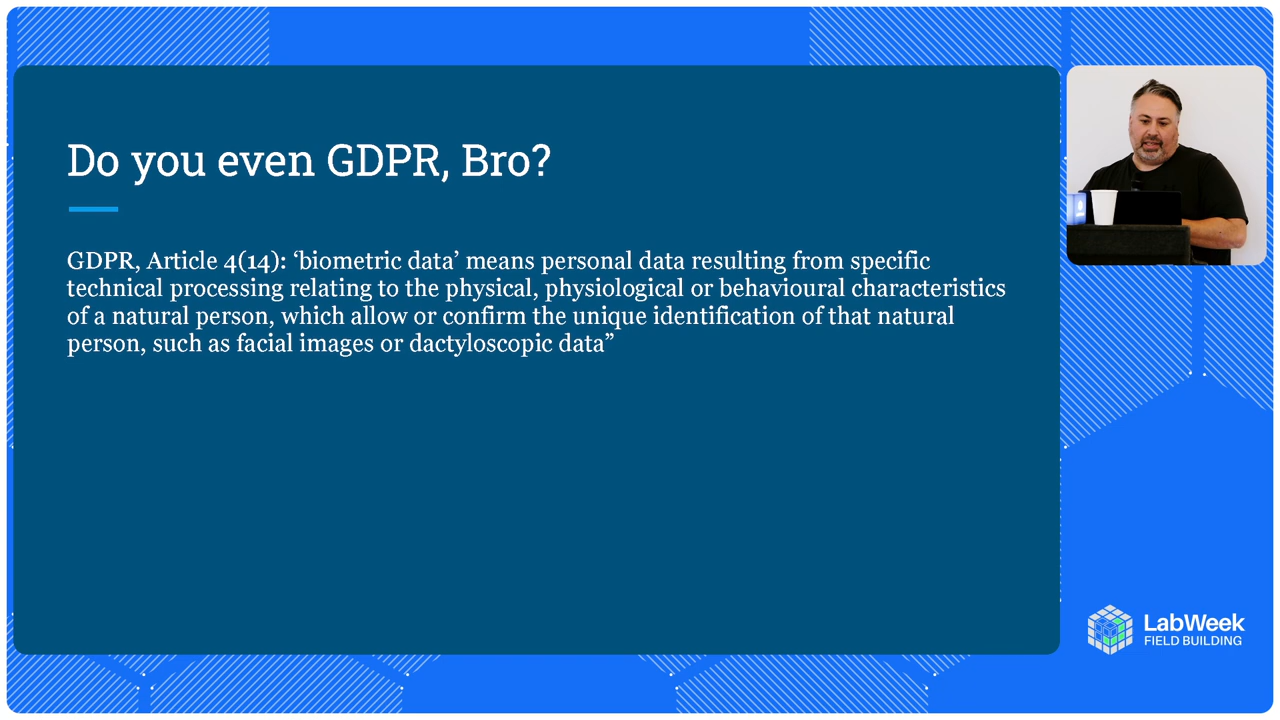 Do you even GDPR, Bro?
GDPR, Article 4(14): ‘biometric data’ means personal data resulting from specific
technical processing relating to the physical, physiological or behavioural characteristics
of a natural person, which allow or confirm the unique identification of that natural
person, such as facial images or dactyloscopic data”
LabWeek
FIELD BUILDING